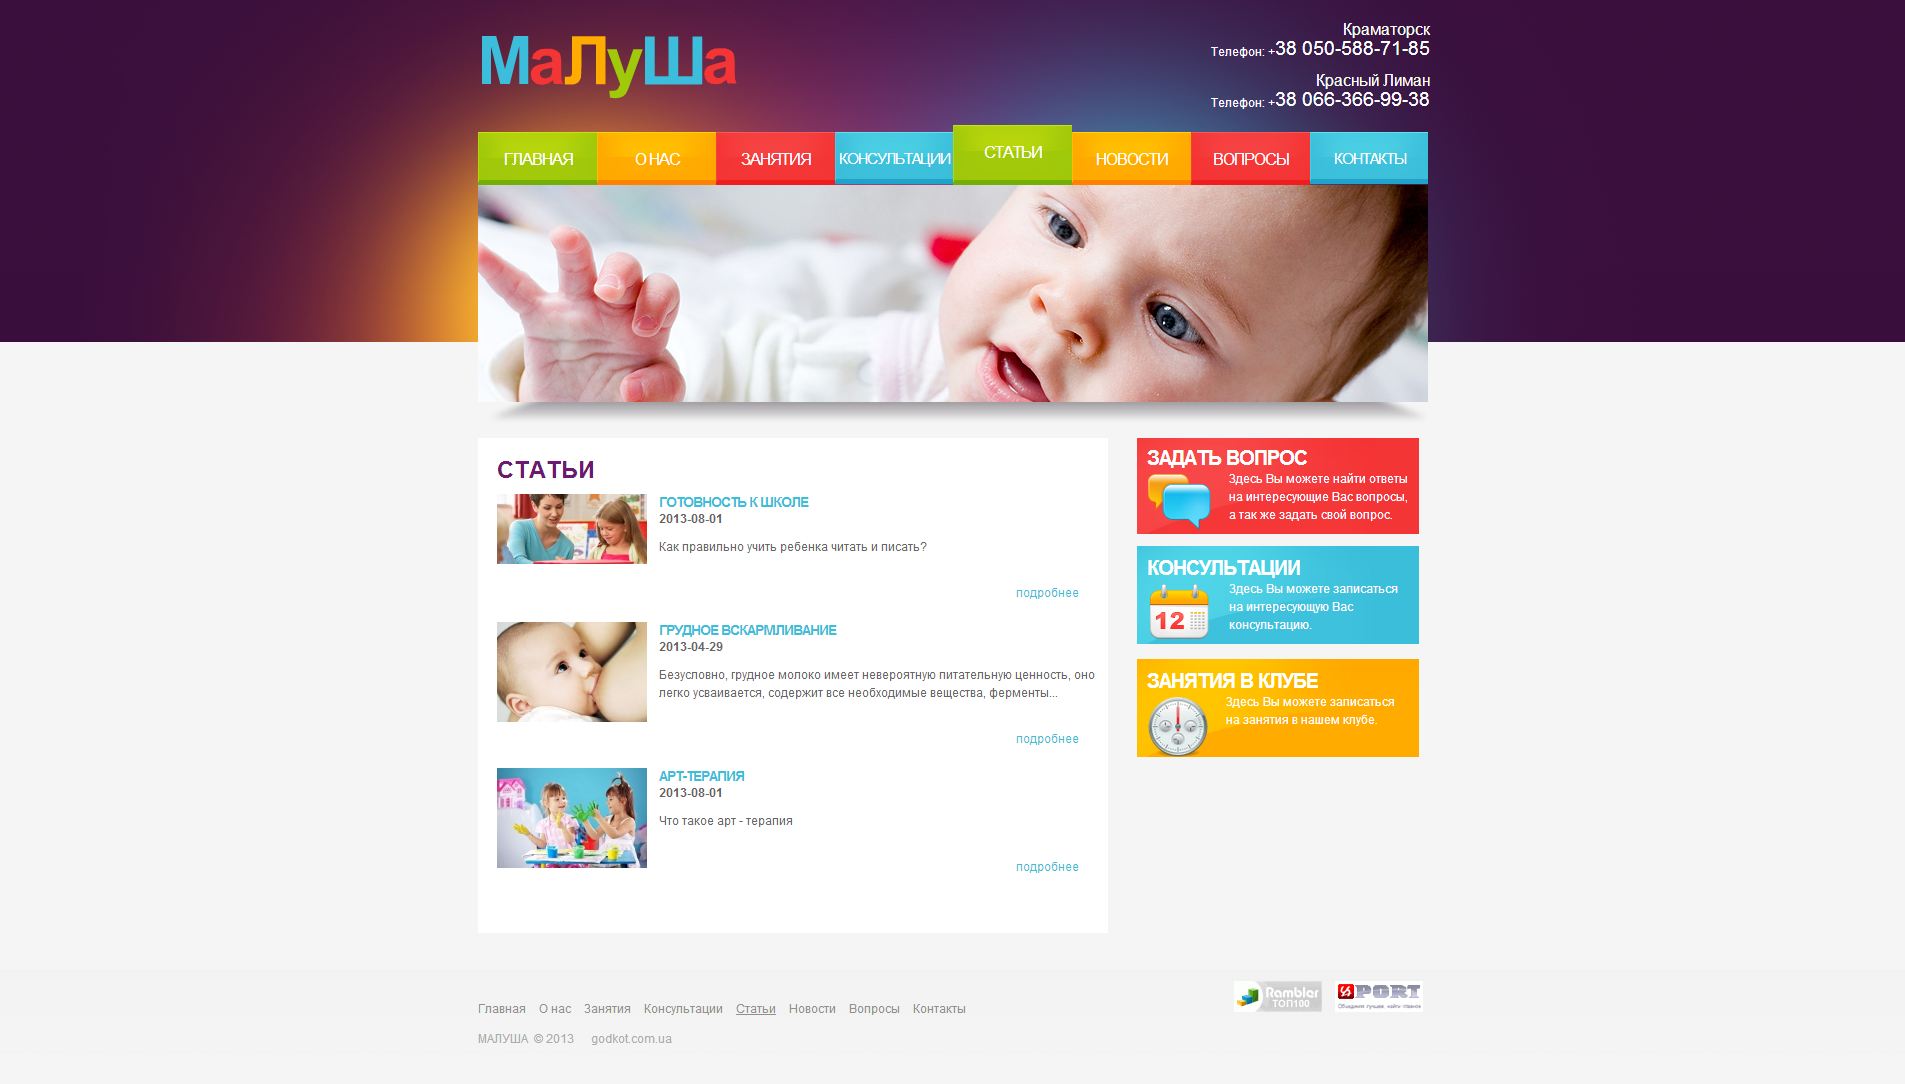 МаЛуШа
Краматорск
Телефон: +38 050-588-71-85
Красный Лиман
Телефон: +38 066-366-99-38
ГЛАВНАЯ О НАС ЗАНЯТИЯ КОНСУЛЬТАЦИИ СТАТЬИ НОВОСТИ ВОПРОСЫ КОНТАКТЫ
СТАТЬИ
ГОТОВНОСТЬ К ШКОЛЕ
2013-08-01
Как правильно учить ребенка читать и писать?
подробнее
ГРУДНОЕ ВСКАРМЛИВАНИЕ
2013-04-29
Безусловно, грудное молоко имеет невероятную питательную ценность, оно
легко усваивается, содержит все необходимые вещества, ферменты...
подробнее
АРТ-ТЕРАПИЯ
2013-08-01
Что такое арт - терапия
подробнее
ЗАДАТЬ ВОПРОС
Здесь Вы можете найти ответы
на интересующие Вас вопросы,
а так же задать свой вопрос.
КОНСУЛЬТАЦИИ
12
Здесь Вы можете записаться
на интересующую Вас
консультацию.
ЗАНЯТИЯ В КЛУБЕ
Здесь Вы можете записаться
на занятия в нашем клубе.
Главная О нас Занятия Консультации Статьи Новости Вопросы Контакты
МАЛУША © 2013 godkot.com.ua
Rambler
ТОП100
PORT